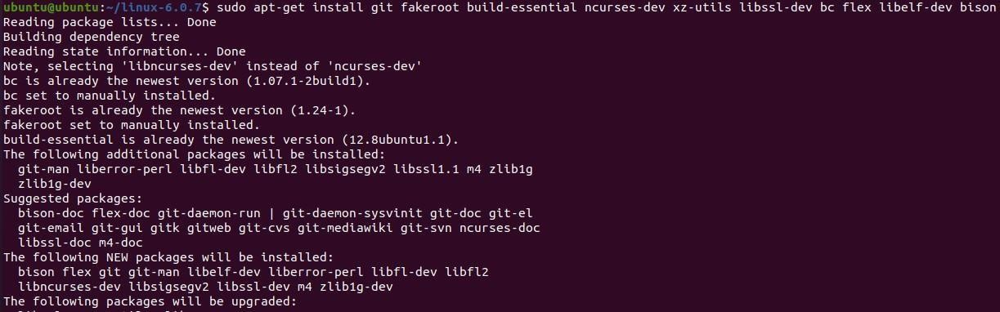 ubuntu@ubuntu:~/linux-6.0.7$ sudo apt-get install git fakeroot build-essential ncurses-dev xz-utils libssl-dev bc flex libelf-dev bison
Reading package lists... Done
Building dependency tree
Reading state information... Done
Note, selecting 'libncurses-dev' instead of 'ncurses-dev'
bc is already the newest version (1.07.1-2build1).
bc set to manually installed.
fakeroot is already the newest version (1.24-1).
fakeroot set to manually installed.
build-essential is already the newest version (12.8ubuntu1.1).
The following additional packages will be installed:
  git-man liberror-perl libfl-dev libfl2 libsigsegv2 libssl1.1 m4 zlib1g
  zlib1g-dev
Suggested packages:
  bison-doc flex-doc git-daemon-run | git-daemon-sysvinit git-doc git-el
  git-email git-gui gitk gitweb git-cvs git-mediawiki git-svn ncurses-doc
  libssl-doc m4-doc
The following NEW packages will be installed:
  bison flex git git-man libelf-dev liberror-perl libfl-dev libfl2
  libncurses-dev libsigsegv2 libssl-dev m4 zlib1g-dev
The following packages will be upgraded: